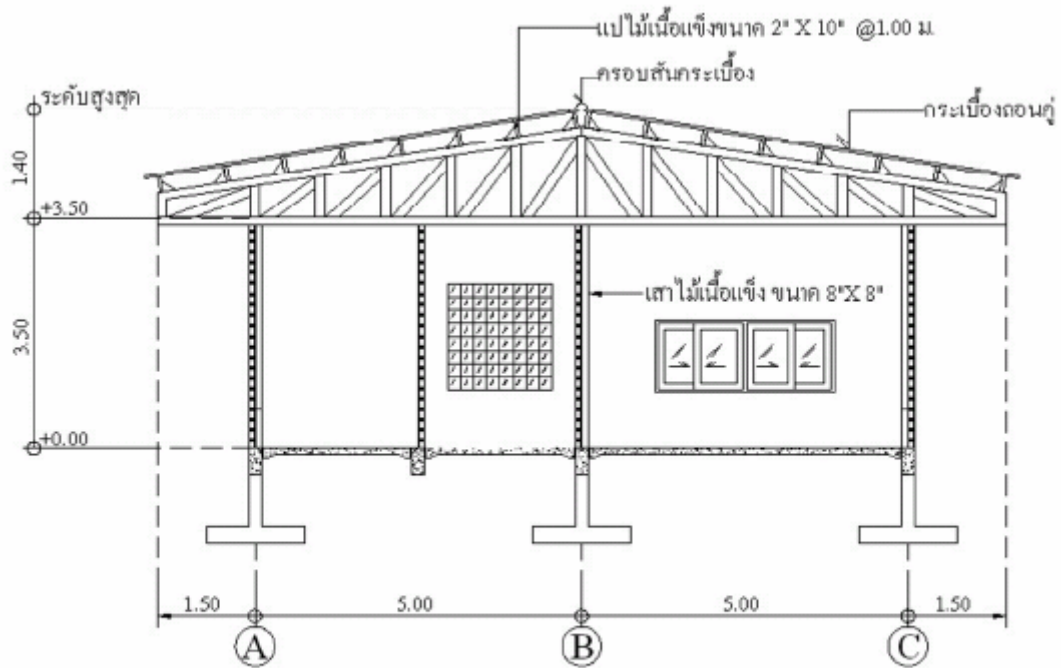 แปไม้เนื้อแข็งขนาด 2" X 10" @1.00 ม.
ครอบสันกระเบื้อง
ระดับสูงสุด
กระเบื้องลอนคู่
1.40
+3.50
เสาไม้เนื้อแข็ง ขนาด 8"X 8"
3.50
+0.00
1.50
5.00
5.00
1.50
A
B
C